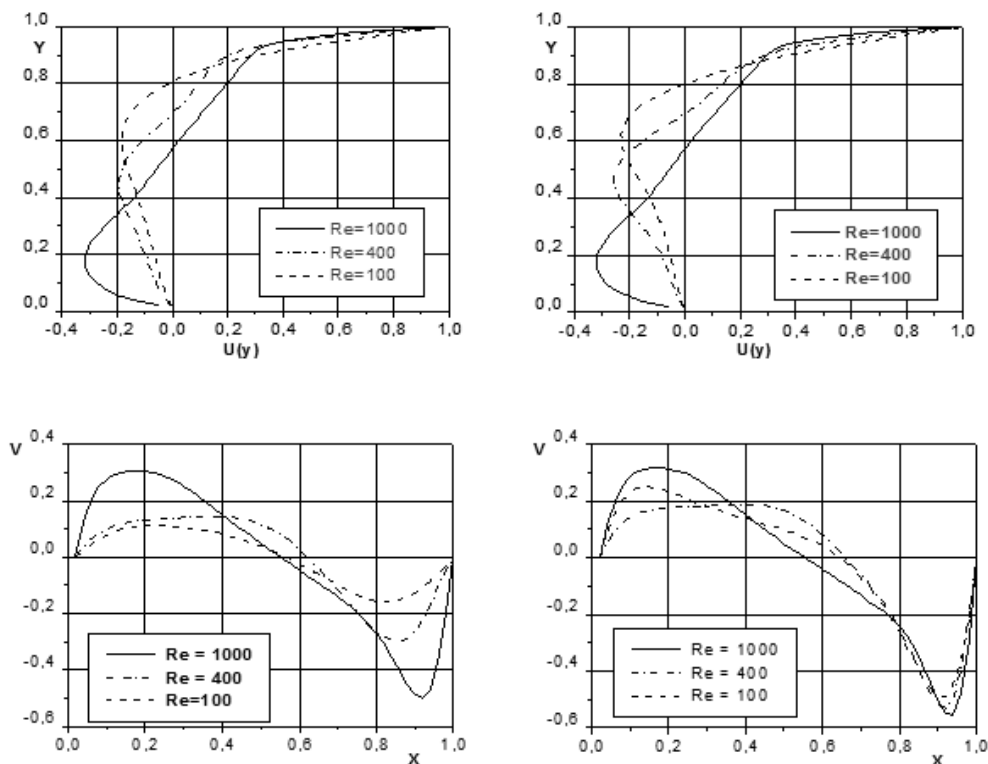 1,0
Y
0,8
0,6
0,4
0,2
0,0
-0,4 -0,2 0,0 0,2 0,4 0,6 0,8 1,0
U(y)
Re=1000
Re=400
Re=100
1,0
Y
0,8
0,6
0,4
0,2
0,0
-0,4 -0,2 0,0 0,2 0,4 0,6 0,8 1,0
U(y)
Re=1000
Re=400
Re=100
0,4
V
0,2
0,0
-0,2
-0,4
-0,6
0,0 0,2 0,4 0,6 0,8 1,0
X
Re = 1000
Re = 400
Re=100
0,4
V
0,2
0,0
-0,2
-0,4
-0,6
0,0 0,2 0,4 0,6 0,8 1,0
X
Re = 1000
Re = 400
Re = 100